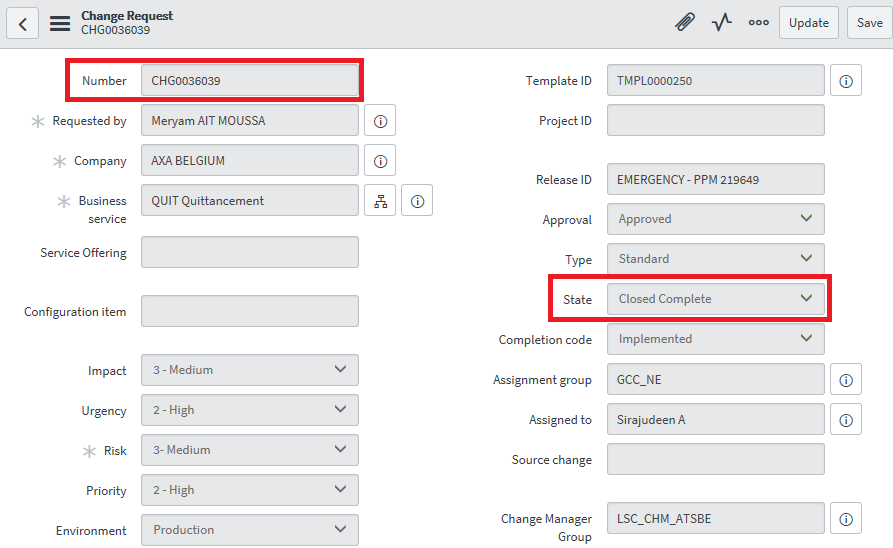 Change Request
CHG0036039
Update
Save
Number CHG0036039
Requested by Meryam AIT MOUSSA
Company AXA BELGIUM
Business service QUIT Quittancement
Service Offering
Configuration item
Impact 3 - Medium
Urgency 2 - High
Risk 3- Medium
Priority 2 - High
Environment Production
Template ID TMPL0000250
Project ID
Release ID EMERGENCY - PPM 219649
Approval Approved
Type Standard
State Closed Complete
Completion code Implemented
Assignment group GCC_NE
Assigned to Sirajudeen A
Source change
Change Manager Group LSC_CHM_ATSBE